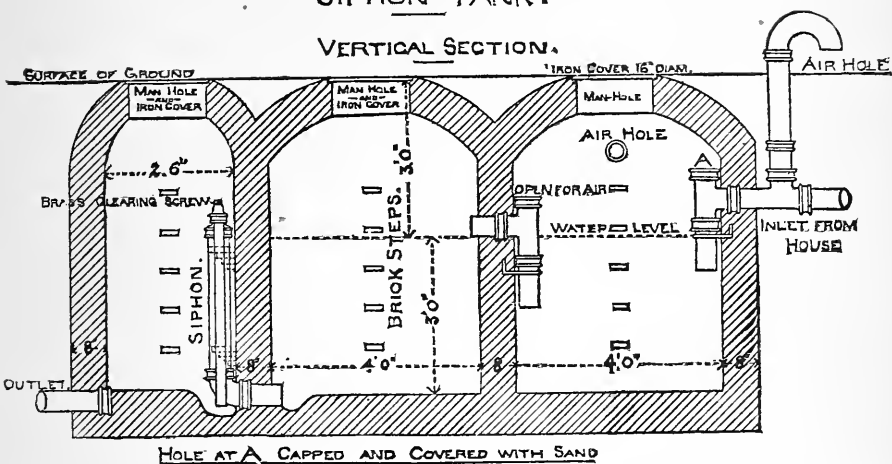 SIPHON TANK.
VERTICAL SECTION.
SURFACE OF GROUND
IRON COVER 16" DIAM.
AIR HOLE
MAN HOLE
AND
IRON COVER
MAN HOLE
AND
IRON COVER
MAN-HOLE
AIR HOLE
A
2.6"
3'0"
BRASS CLEARING SCREW
OPEN FOR AIR
WATER LEVEL
INLET FROM
HOUSE
SIPHON.
BRICK STEPS.
3'0"
8"
8"
4'0"
8"
4'0"
8"
OUTLET.
HOLE AT A CAPPED AND COVERED WITH SAND